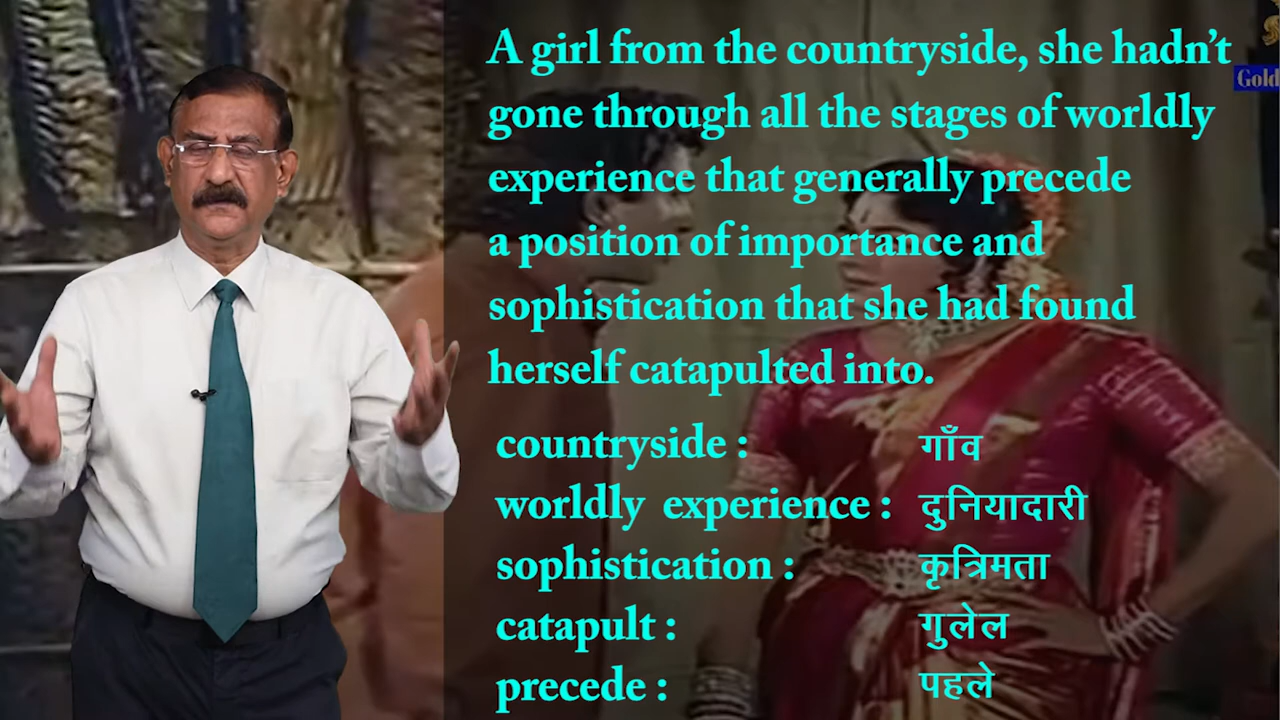 A girl from the countryside, she hadn't
Gold
gone through all the stages of worldly
experience that generally precede
a position of importance and
sophistication that she had found
herself catapulted into.
countryside : गाँव
worldly experience : दुनियादारी
sophistication : कृत्रिमता
catapult : गुलेल
precede : पहले